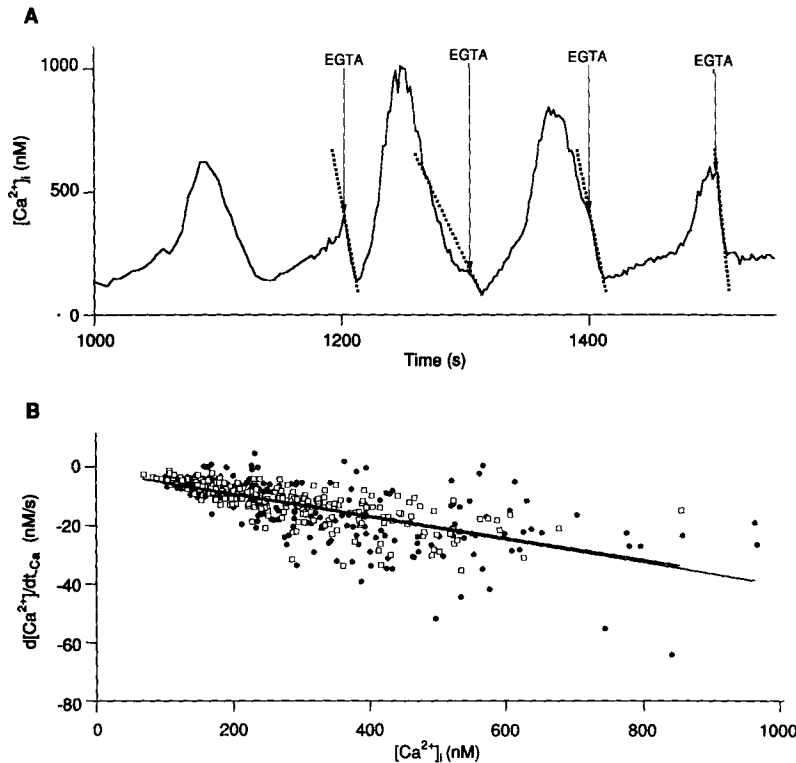 A
EGTA EGTA EGTA EGTA
1000
500
0
[Ca²⁺]ᵢ (nM)
1000 1200 1400
Time (s)
B
0
-20
-40
-60
-80
d[Ca²⁺]/dt-Ca (nM/s)
0 200 400 600 800 1000
[Ca²⁺]ᵢ (nM)